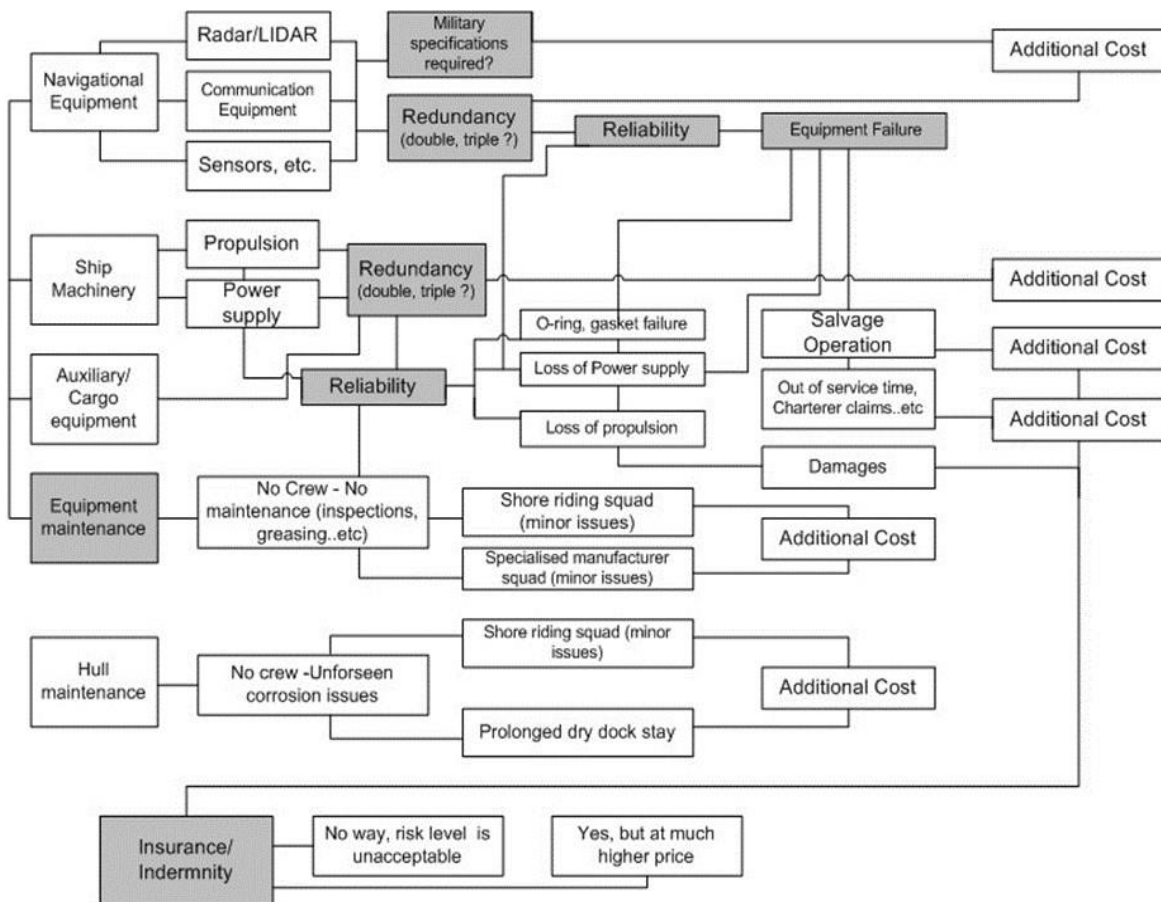 Radar/LIDAR
Military
specifications
required?
Additional Cost
Navigational
Equipment
Communication
Equipment
Redundancy
(double, triple ?)
Reliability
Equipment Failure
Sensors, etc.
Propulsion
Ship
Machinery
Redundancy
(double, triple ?)
Additional Cost
Power
supply
O-ring, gasket failure
Salvage
Operation
Additional Cost
Auxiliary/
Cargo
equipment
Reliability
Loss of Power supply
Out of service time,
Charterer claims..etc
Additional Cost
Loss of propulsion
Damages
Equipment
maintenance
No Crew - No
maintenance (inspections,
greasing..etc)
Shore riding squad
(minor issues)
Additional Cost
Specialised manufacturer
squad (minor issues)
Hull
maintenance
No crew -Unforseen
corrosion issues
Shore riding squad (minor
issues)
Additional Cost
Prolonged dry dock stay
Insurance/
Indermnity
No way, risk level is
unacceptable
Yes, but at much
higher price